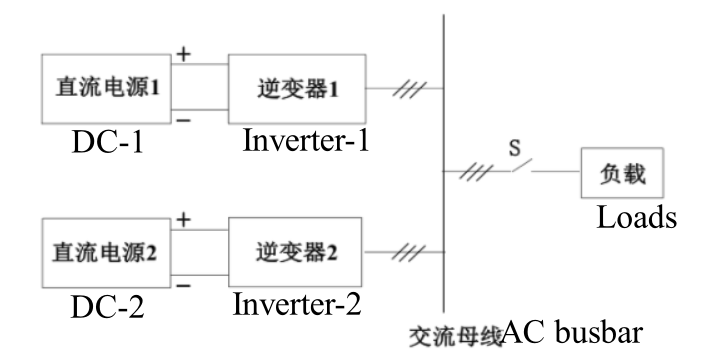 +
直流电源1
逆变器1
−
DC-1
Inverter-1
S
负载
Loads
+
直流电源2
逆变器2
−
DC-2
Inverter-2
交流母线AC busbar